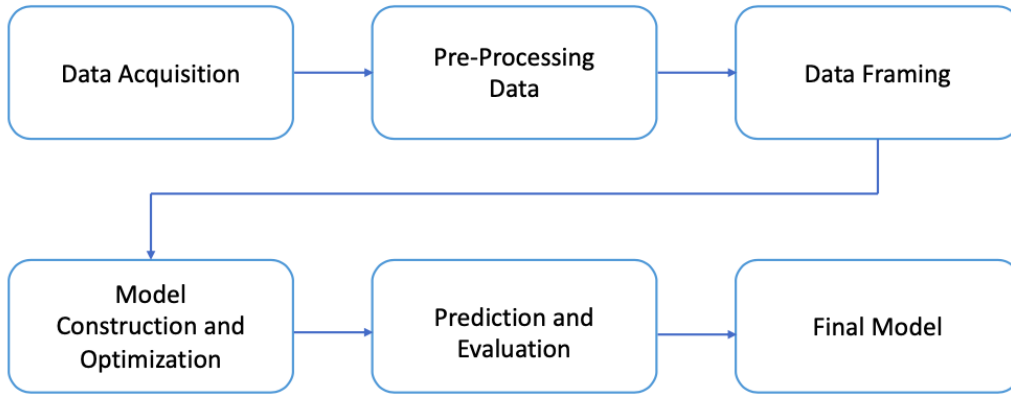 Data Acquisition
Pre-Processing
Data
Data Framing
Model
Construction and
Optimization
Prediction and
Evaluation
Final Model